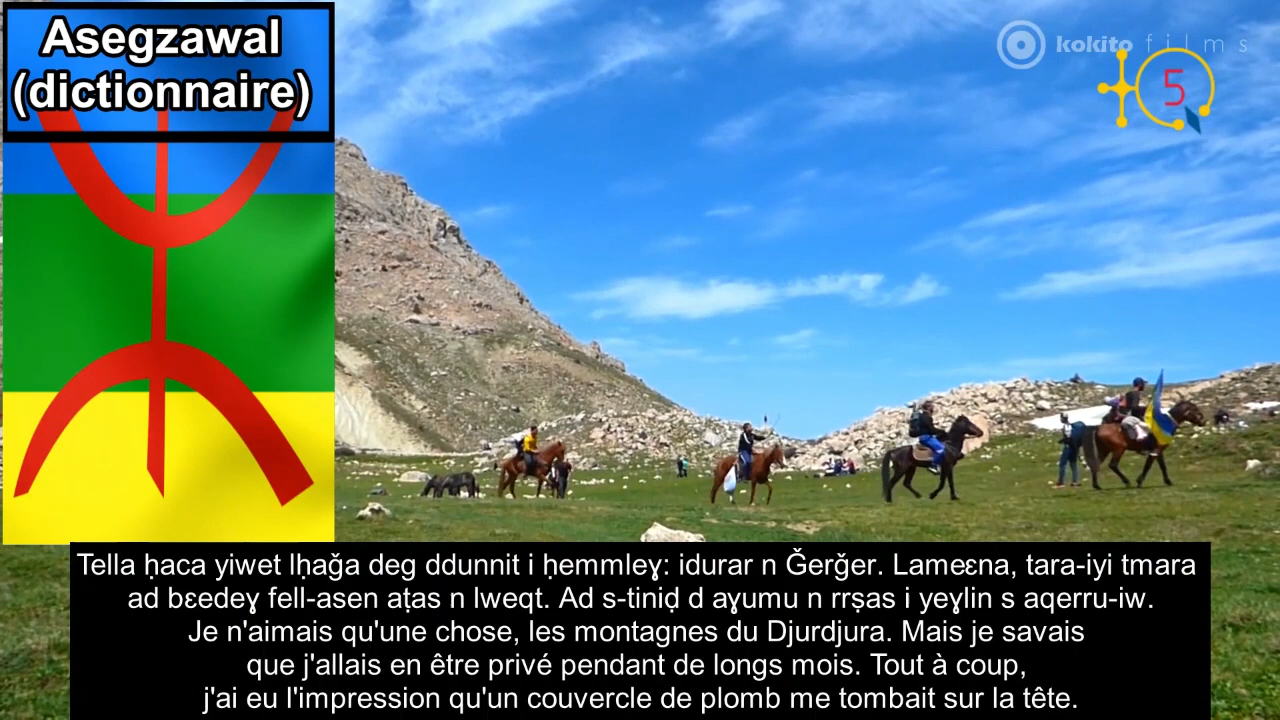 Asegzawal
(dictionnaire)
kokito films
5
Tella ḥaca yiwet lḥağa deg ddunnit i ḥemmleɣ: idurar n Ğerğer. Lameɛna, tara-iyi tmara
ad bɛedeɣ fell-asen aṭas n lweqt. Ad s-tiniḍ d aɣumu n rrṣas i yeɣlin s aqerru-iw.
Je n'aimais qu'une chose, les montagnes du Djurdjura. Mais je savais
que j'allais en être privé pendant de longs mois. Tout à coup,
j'ai eu l'impression qu'un couvercle de plomb me tombait sur la tête.